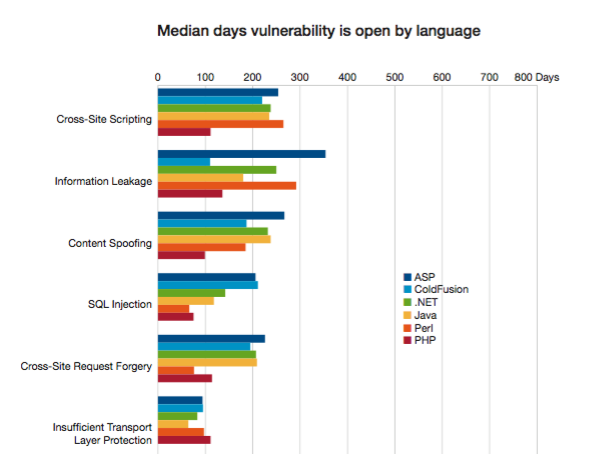 Median days vulnerability is open by language
0 100 200 300 400 500 600 700 800 Days
Cross-Site Scripting
Information Leakage
Content Spoofing
SQL Injection
Cross-Site Request Forgery
Insufficient Transport
Layer Protection
ASP
ColdFusion
.NET
Java
Perl
PHP